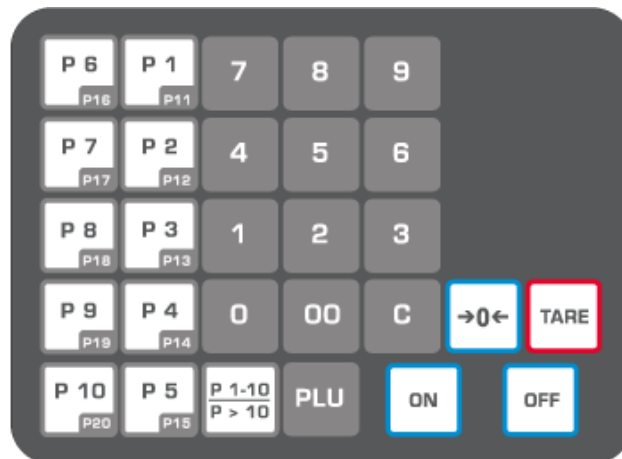 P 6 P 1 7 8 9
P16 P11
P 7 P 2 4 5 6
P17 P12
P 8 P 3 1 2 3
P18 P13
P 9 P 4 0 00 C →0← TARE
P19 P14
P 10 P 5 P 1-10 PLU ON OFF
P20 P15 P > 10